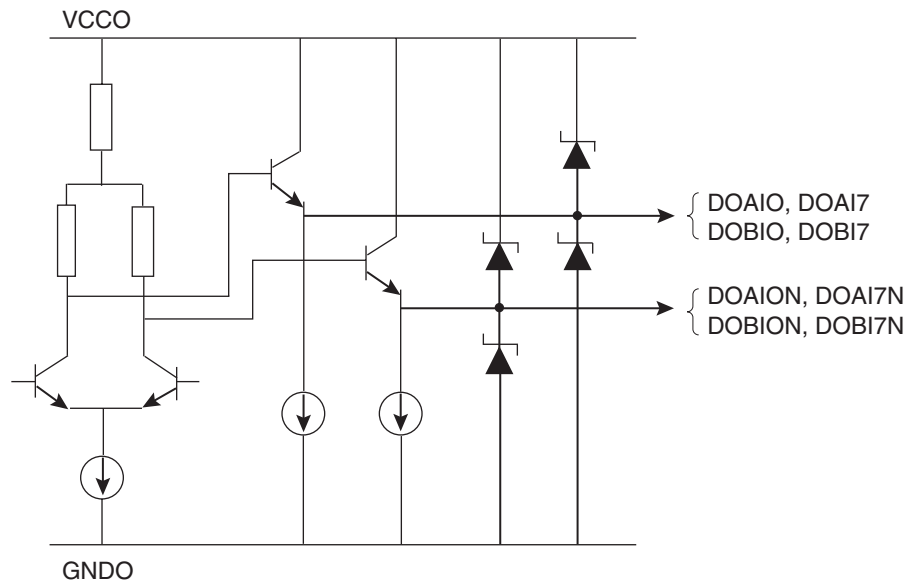 VCCO
DOAIO, DOAI7
DOBIO, DOBI7
DOAION, DOAI7N
DOBION, DOBI7N
GNDO